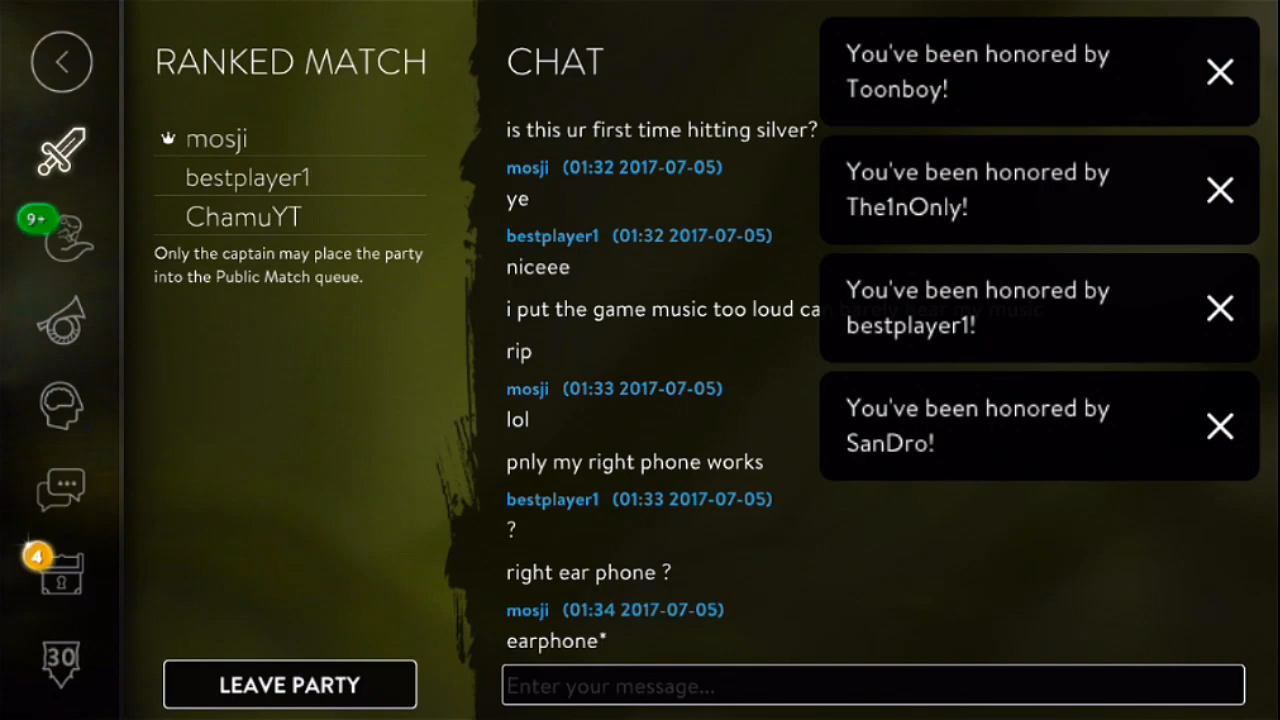 RANKED MATCH
mosji
bestplayer1
ChamuYT
Only the captain may place the party
into the Public Match queue.
LEAVE PARTY
9+
4
30
CHAT
is this ur first time hitting silver?
mosji (01:32 2017-07-05)
ye
bestplayer1 (01:32 2017-07-05)
niceee
i put the game music too loud can barely hear my music
rip
mosji (01:33 2017-07-05)
lol
pnly my right phone works
bestplayer1 (01:33 2017-07-05)
?
right ear phone ?
mosji (01:34 2017-07-05)
earphone*
Enter your message...
You've been honored by
Toonboy!
You've been honored by
The1nOnly!
You've been honored by
bestplayer1!
You've been honored by
SanDro!